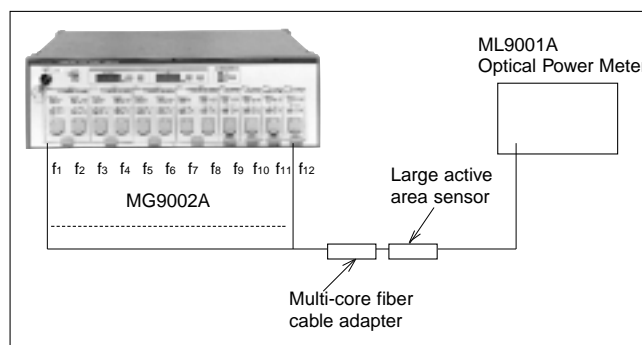 ML9001A
Optical Power Meter
f1 f2 f3 f4 f5 f6 f7 f8 f9 f10 f11 f12
MG9002A
Large active
area sensor
Multi-core fiber
cable adapter